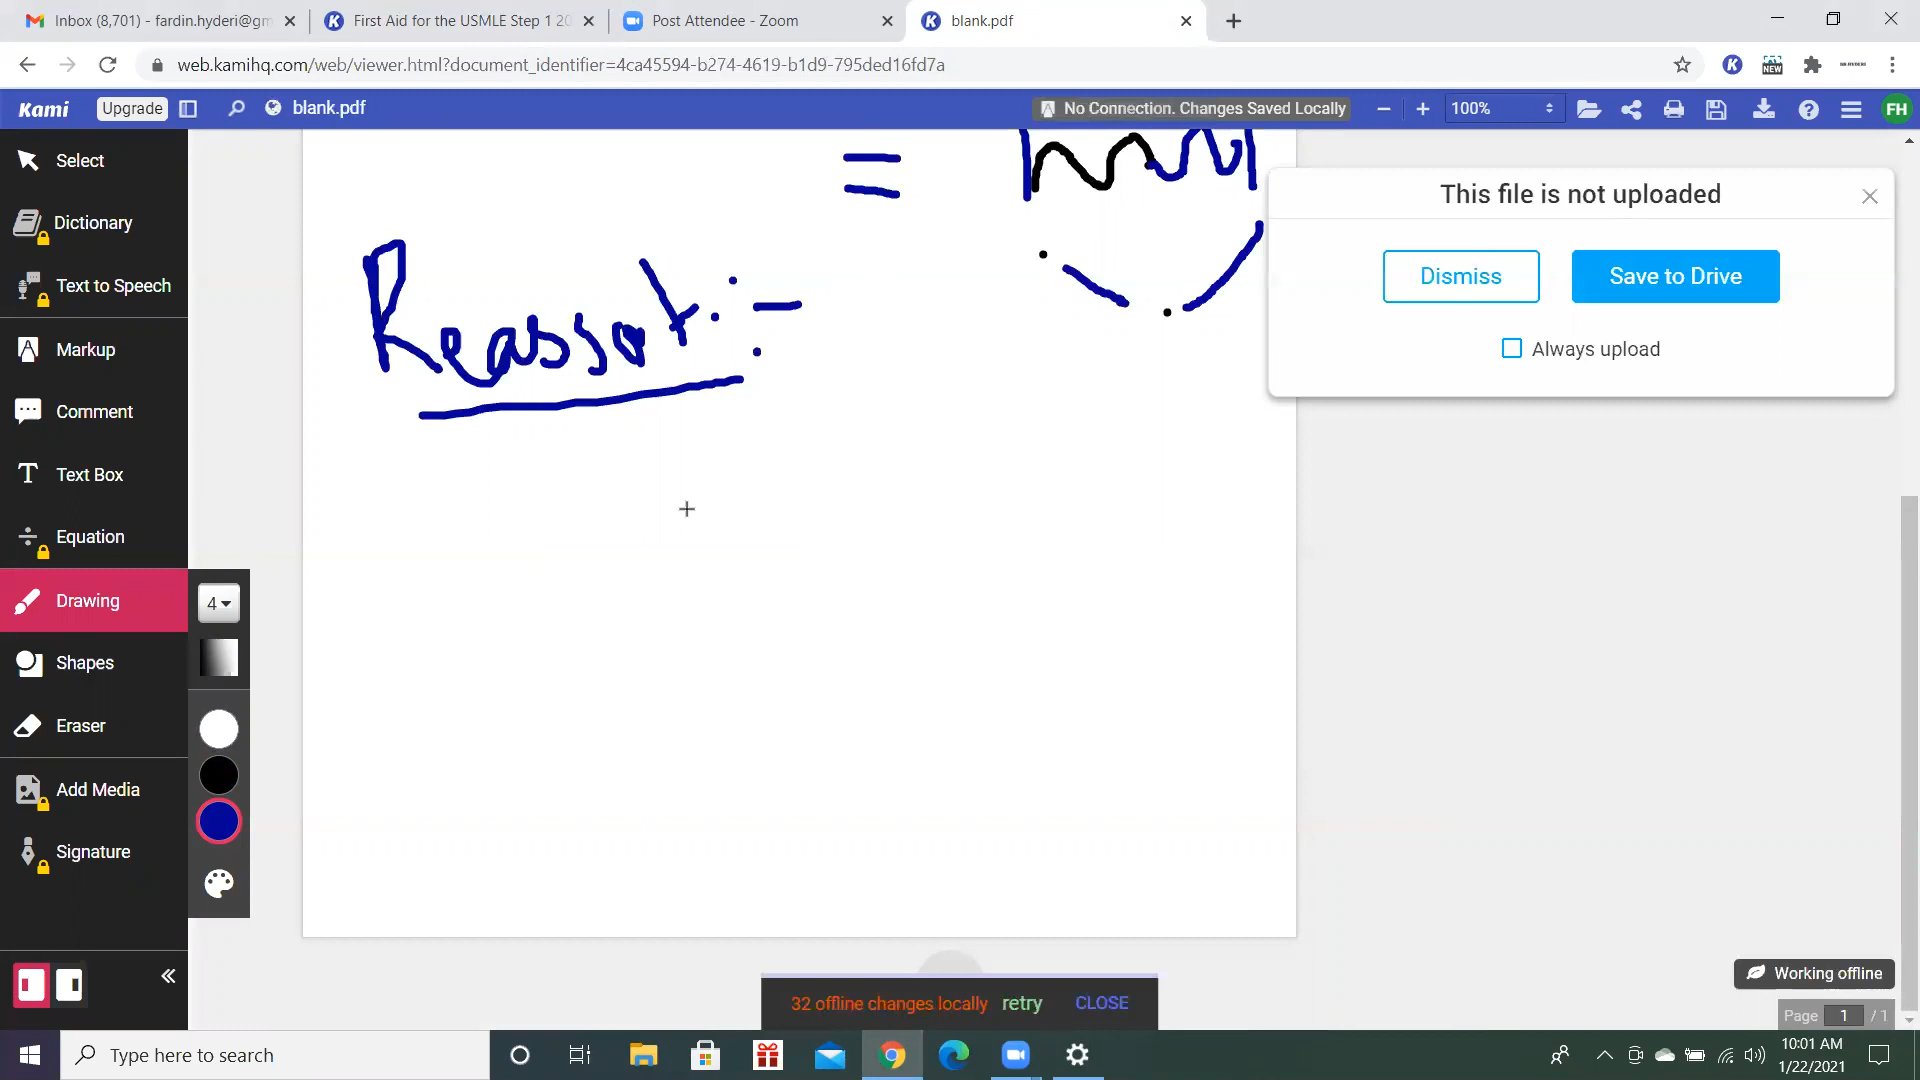 Inbox (8,701) - fardin.hyderi@gm
First Aid for the USMLE Step 1 20
Post Attendee - Zoom
blank.pdf
web.kamihq.com/web/viewer.html?document_identifier=4ca45594-b274-4619-b1d9-795ded16fd7a
NEW
Kami
Upgrade
blank.pdf
No Connection. Changes Saved Locally
100%
FH
Select
Dictionary
Text to Speech
Markup
Comment
Text Box
Equation
Drawing
Shapes
Eraser
Add Media
Signature
4
=
Reassort :-
This file is not uploaded
Dismiss
Save to Drive
Always upload
Working offline
32 offline changes locally retry CLOSE
Page 1 / 1
Type here to search
10:01 AM
1/22/2021